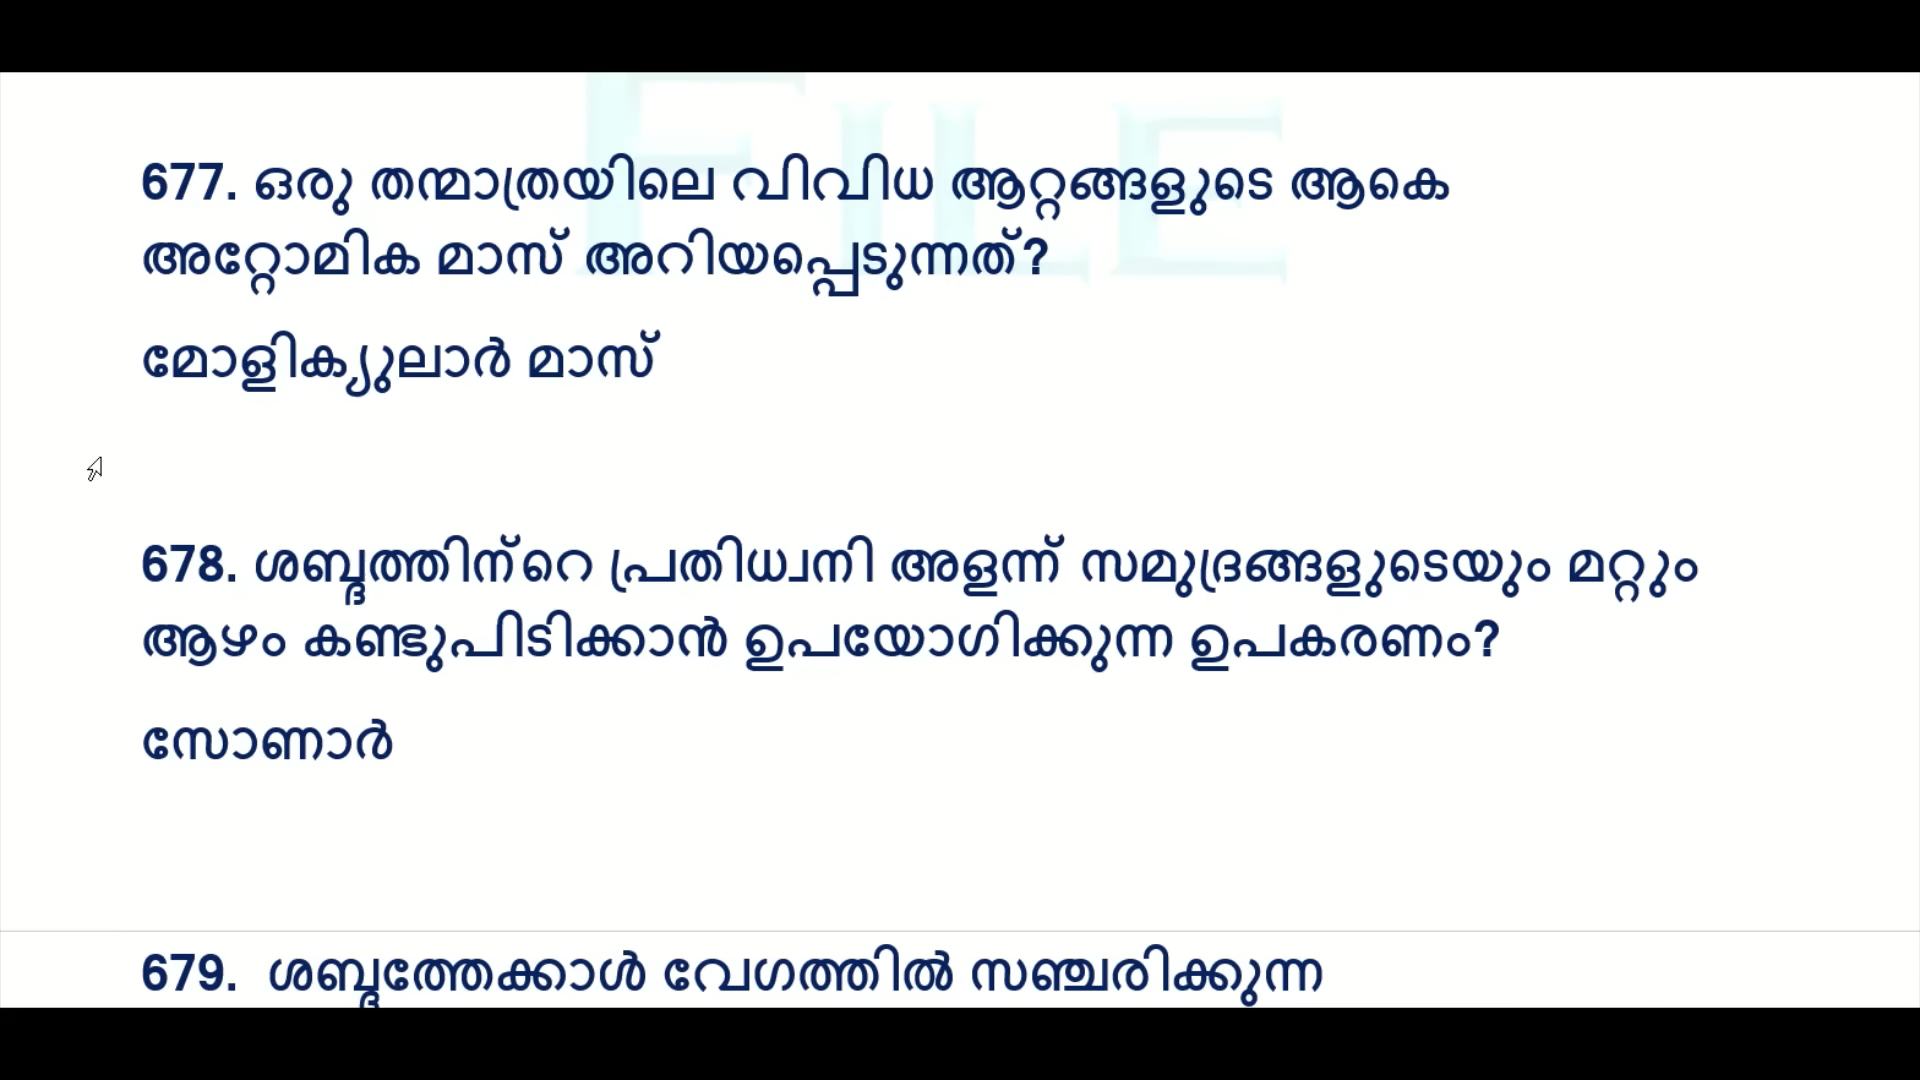 FILE
677. ഒരു തന്മാത്രയിലെ വിവിധ ആറ്റങ്ങളുടെ ആകെ
അറ്റോമിക മാസ് അറിയപ്പെടുന്നത്?
മോളിക്യുലാർ മാസ്
678. ശബ്ദത്തിന്‍റെ പ്രതിധ്വനി അളന്ന് സമുദ്രങ്ങളുടെയും മറ്റും
ആഴം കണ്ടുപിടിക്കാൻ ഉപയോഗിക്കുന്ന ഉപകരണം?
സോണാർ
679. ശബ്ദത്തേക്കാൾ വേഗത്തിൽ സഞ്ചരിക്കുന്ന